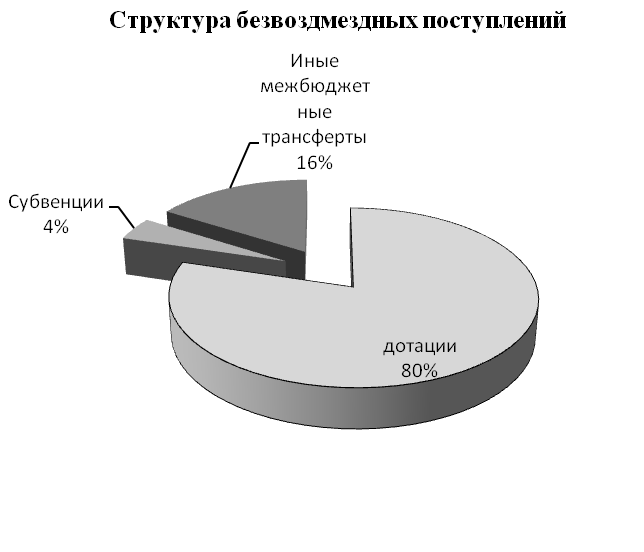 Структура безвоздмездных поступлений
Иные
межбюджет
ные
трансферты
16%
Субвенции
4%
дотации
80%